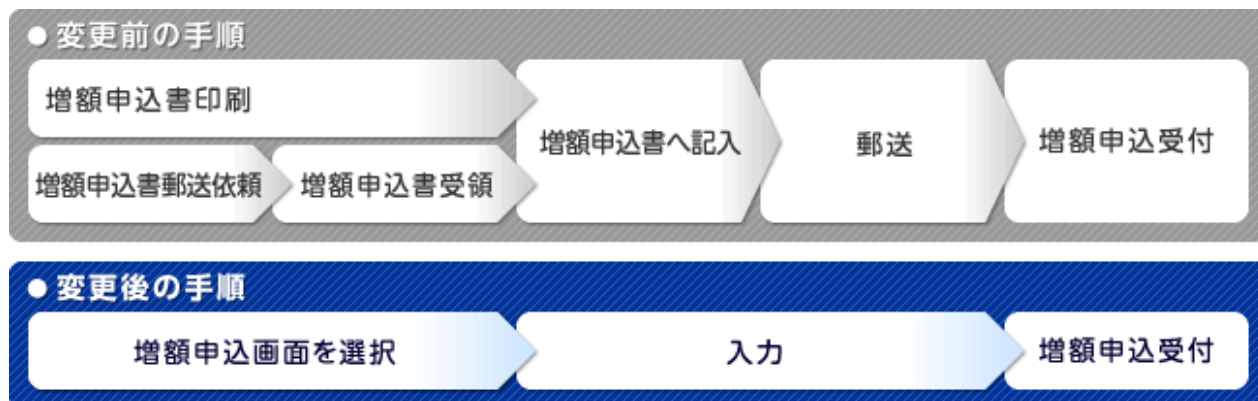 ● 変更前の手順
増額申込書印刷
増額申込書郵送依頼
増額申込書受領
増額申込書へ記入
郵送
増額申込受付
● 変更後の手順
増額申込画面を選択
入力
増額申込受付